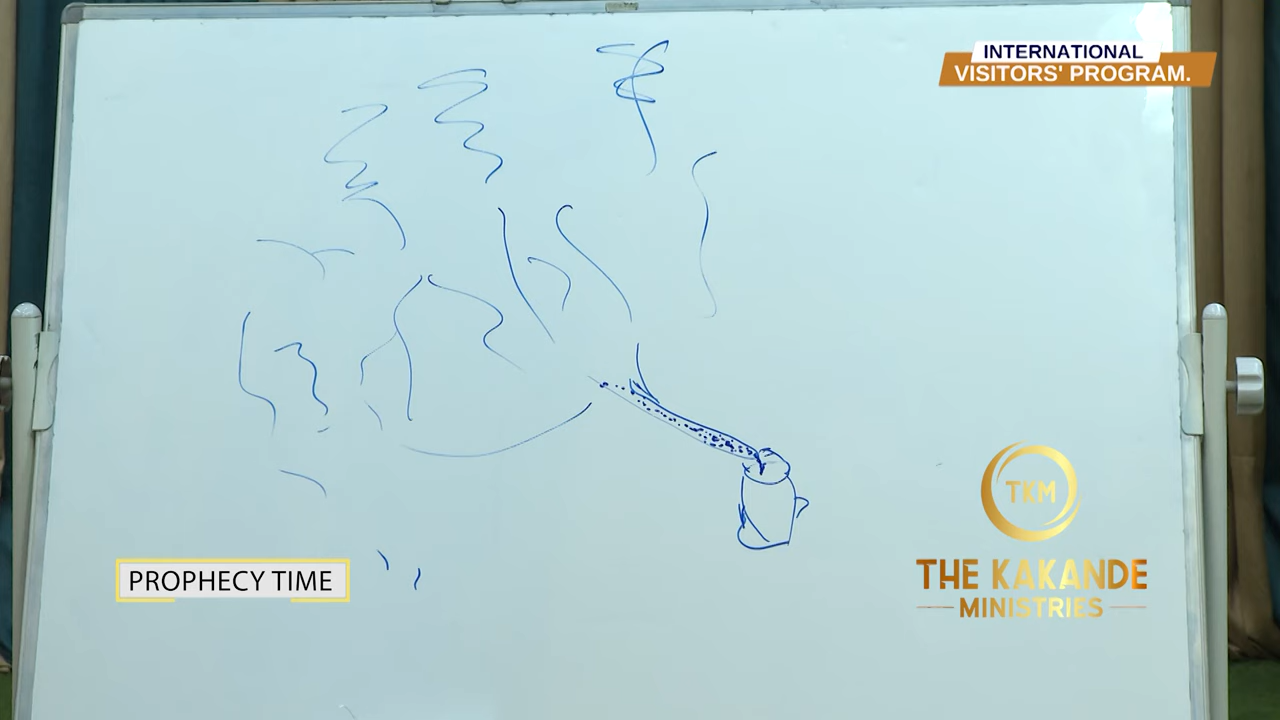 INTERNATIONAL
VISITORS' PROGRAM.
TKM
THE KAKANDE
MINISTRIES
PROPHECY TIME